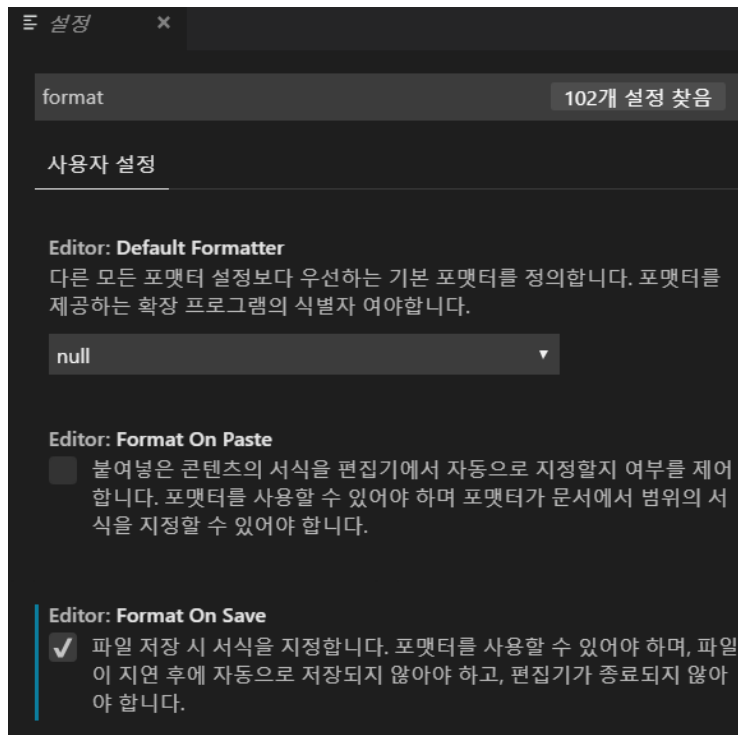 설정
format
102개 설정 찾음
사용자 설정
Editor: Default Formatter
다른 모든 포맷터 설정보다 우선하는 기본 포맷터를 정의합니다. 포맷터를
제공하는 확장 프로그램의 식별자 여야합니다.
null
Editor: Format On Paste
붙여넣은 콘텐츠의 서식을 편집기에서 자동으로 지정할지 여부를 제어
합니다. 포맷터를 사용할 수 있어야 하며 포맷터가 문서에서 범위의 서
식을 지정할 수 있어야 합니다.
Editor: Format On Save
파일 저장 시 서식을 지정합니다. 포맷터를 사용할 수 있어야 하며, 파일
이 지연 후에 자동으로 저장되지 않아야 하고, 편집기가 종료되지 않아
야 합니다.